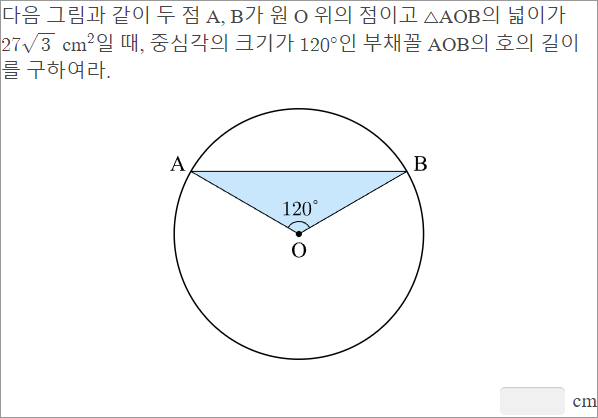 다음 그림과 같이 두 점 A, B가 원 O 위의 점이고 △AOB의 넓이가
27√3 cm²일 때, 중심각의 크기가 120°인 부채꼴 AOB의 호의 길이
를 구하여라.
A
B
120°
O
cm